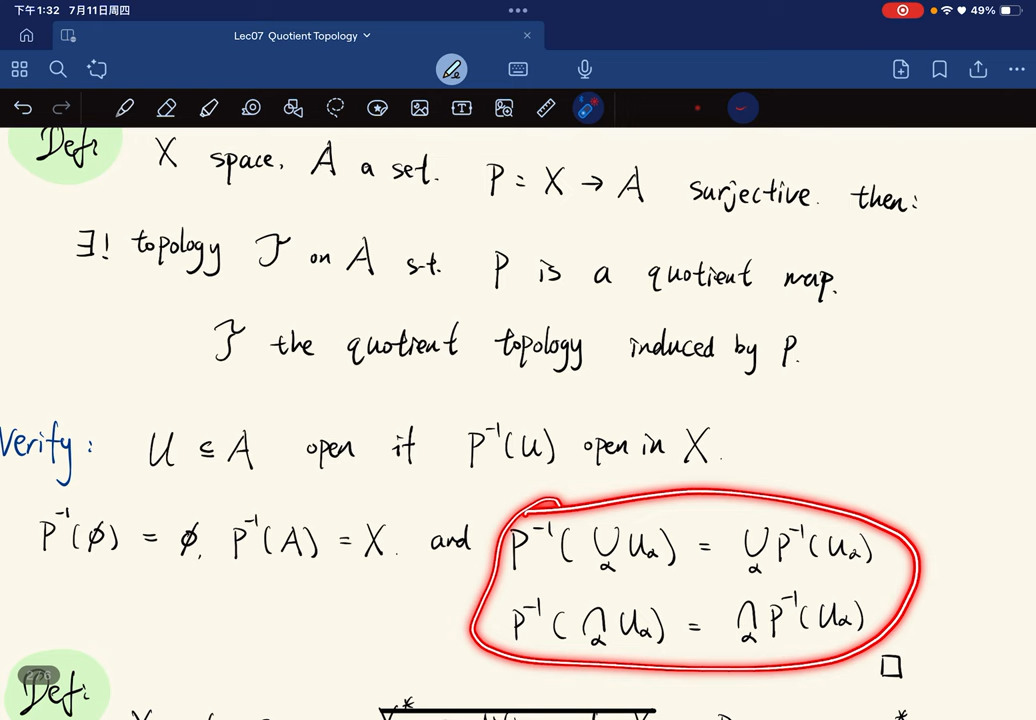 下午1:32 7月11日周四
49%
Lec07 Quotient Topology
Def:
X space. A a set. P : X → A surjective. then:
∃! topology 𝒯 on A s.t. P is a quotient map.
𝒯 the quotient topology induced by P.
Verify: U ⊆ A open if P⁻¹(U) open in X.
P⁻¹(∅) = ∅, P⁻¹(A) = X. and P⁻¹(⋃_α U_α) = ⋃_α P⁻¹(U_α)
P⁻¹(⋂_α U_α) = ⋂_α P⁻¹(U_α)
□
Def: